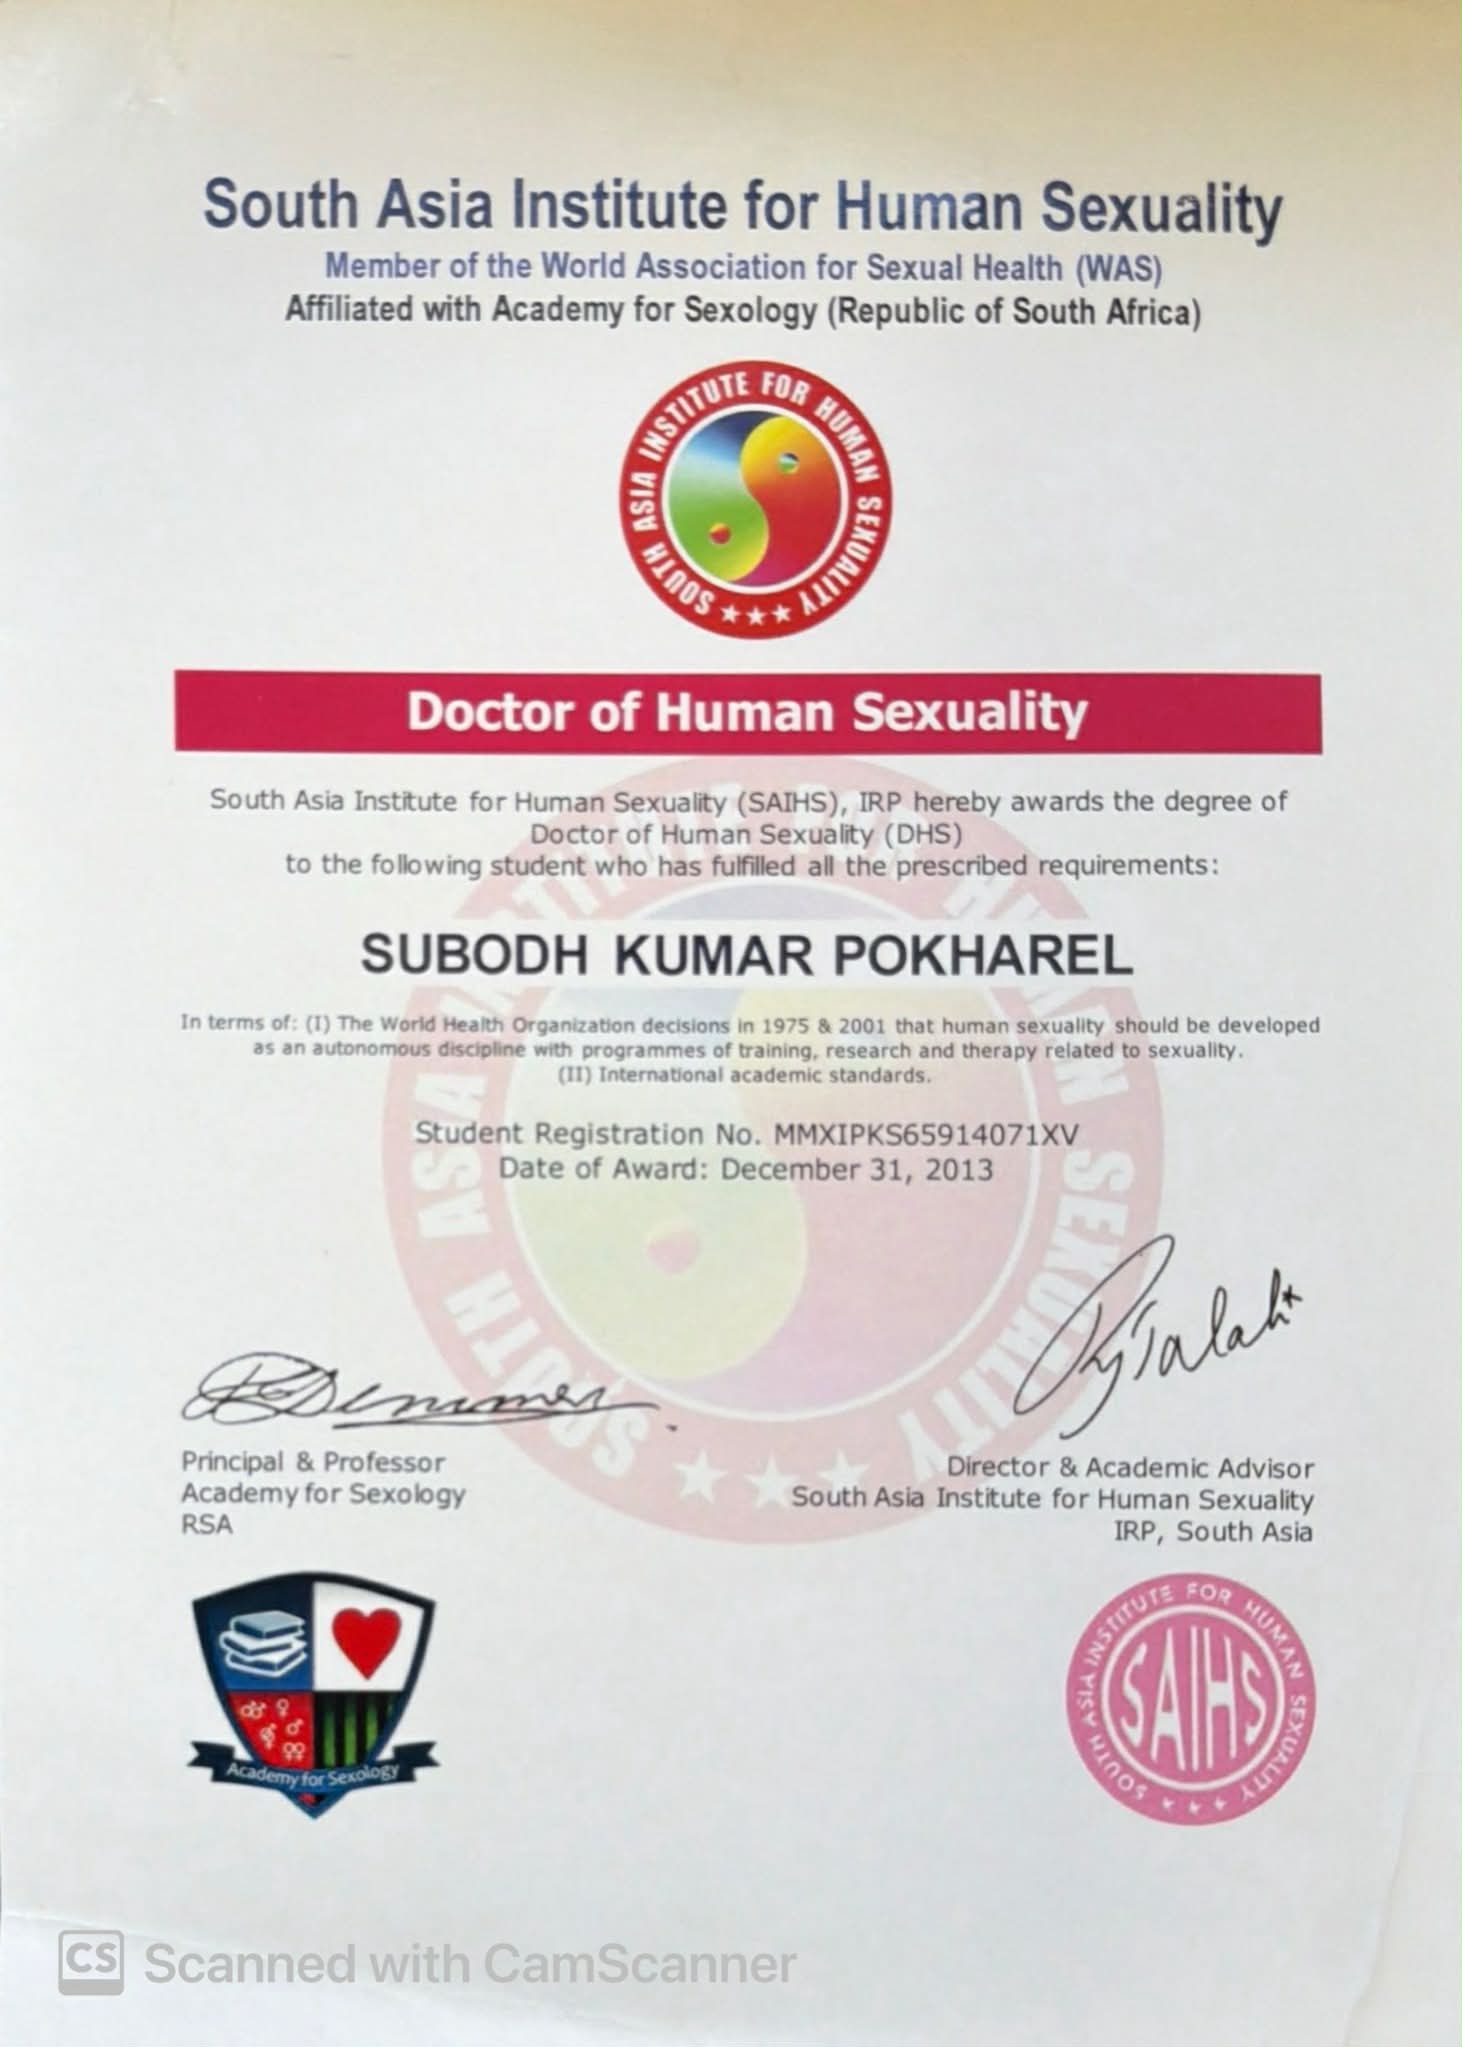 South Asia Institute for Human Sexuality
Member of the World Association for Sexual Health (WAS)
Affiliated with Academy for Sexology (Republic of South Africa)
SOUTH ASIA INSTITUTE FOR HUMAN SEXUALITY
Doctor of Human Sexuality
South Asia Institute for Human Sexuality (SAIHS), IRP hereby awards the degree of
Doctor of Human Sexuality (DHS)
to the following student who has fulfilled all the prescribed requirements:
SUBODH KUMAR POKHAREL
In terms of: (I) The World Health Organization decisions in 1975 & 2001 that human sexuality should be developed
as an autonomous discipline with programmes of training, research and therapy related to sexuality.
(II) International academic standards.
Student Registration No. MMXIPKS65914071XV
Date of Award: December 31, 2013
Principal & Professor
Academy for Sexology
RSA
Director & Academic Advisor
South Asia Institute for Human Sexuality
IRP, South Asia
Academy for Sexology
SOUTH ASIA INSTITUTE FOR HUMAN SEXUALITY
SAIHS
CS Scanned with CamScanner